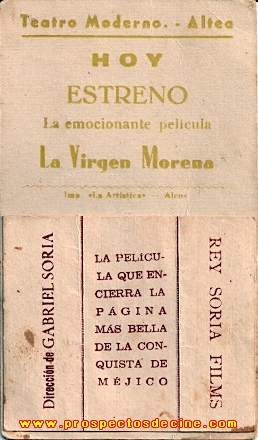 Teatro Moderno. - Altea
HOY
ESTRENO
La emocionante película
La Virgen Morena
Imp. «La Artística» - Alcoy
Dirección de GABRIEL SORIA
LA PELÍCU-
LA QUE EN-
CIERRA LA
PÁGINA
MÁS BELLA
DE LA CON-
QUISTA DE
MÉJICO
REY SORIA FILMS
www.prospectosdecine.com